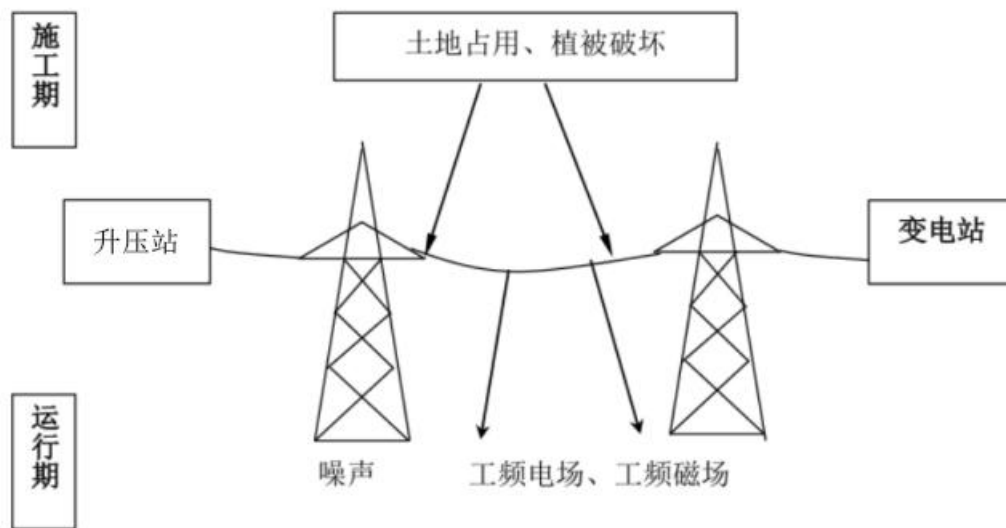 施工期
土地占用、植被破坏
升压站
变电站
运行期
噪声
工频电场、工频磁场